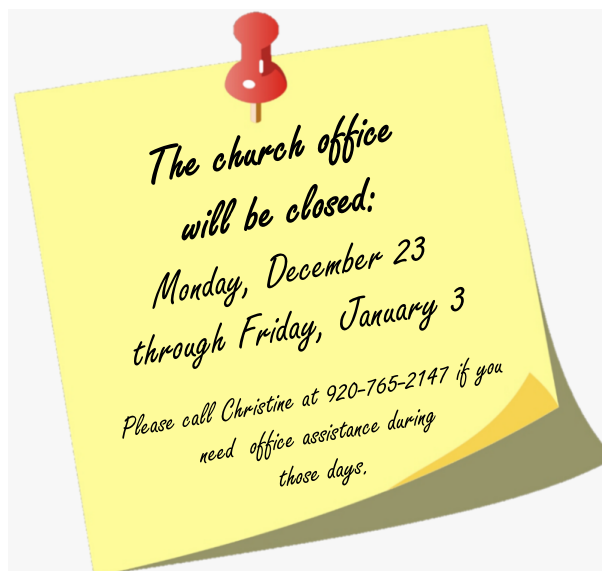 The church office
will be closed:
Monday, December 23
through Friday, January 3
Please call Christine at 920-765-2147 if you
need office assistance during
those days.